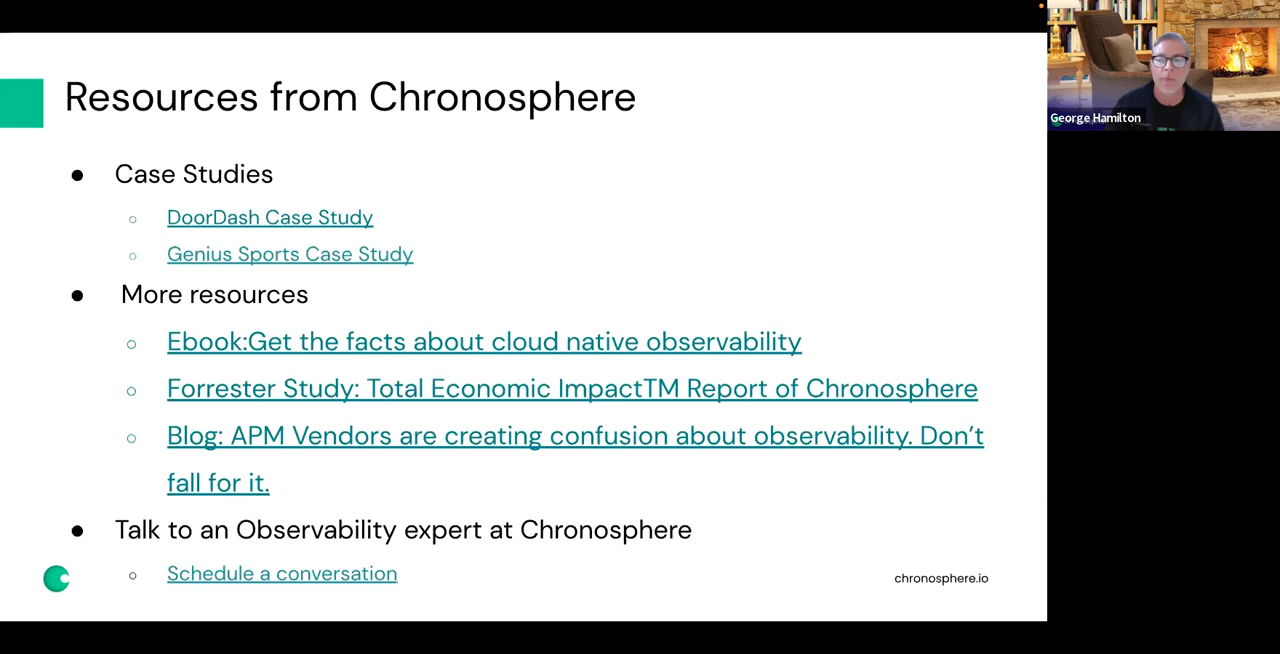 Resources from Chronosphere
George Hamilton
● Case Studies
○ DoorDash Case Study
○ Genius Sports Case Study
● More resources
○ Ebook:Get the facts about cloud native observability
○ Forrester Study: Total Economic ImpactTM Report of Chronosphere
○ Blog: APM Vendors are creating confusion about observability. Don’t
fall for it.
● Talk to an Observability expert at Chronosphere
○ Schedule a conversation
chronosphere.io